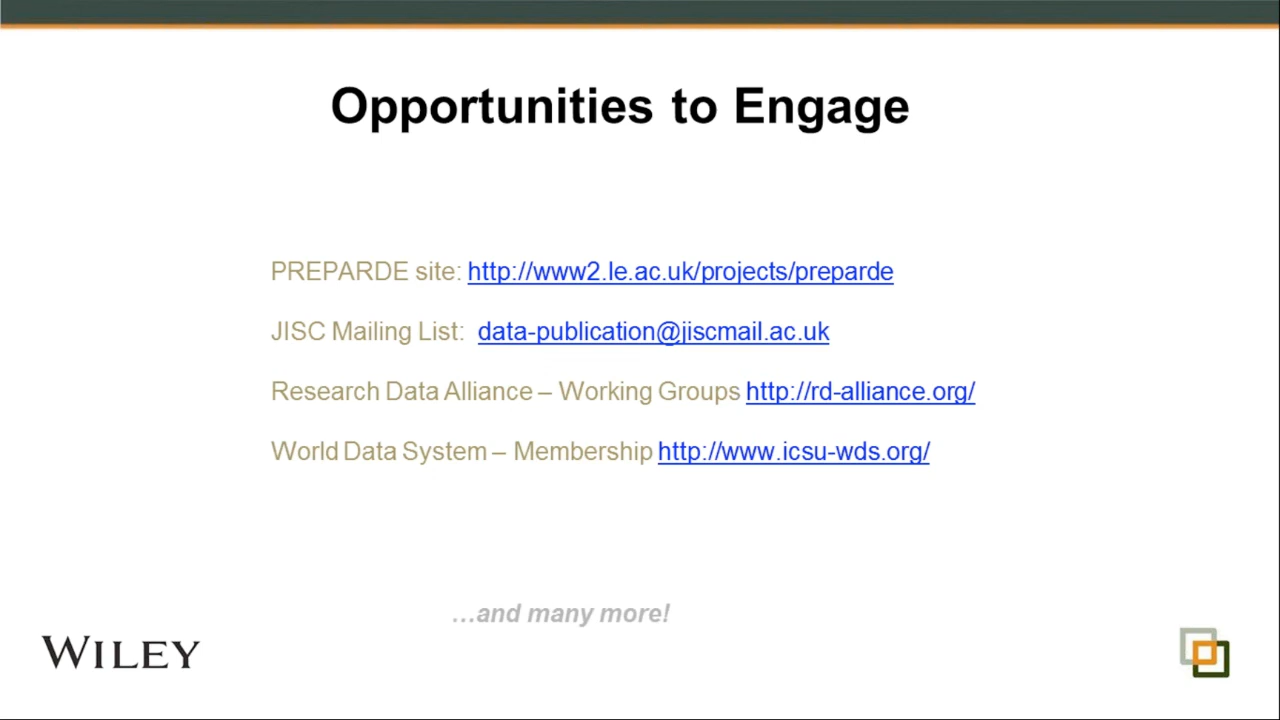 Opportunities to Engage
PREPARDE site: http://www2.le.ac.uk/projects/preparde
JISC Mailing List: data-publication@jiscmail.ac.uk
Research Data Alliance – Working Groups http://rd-alliance.org/
World Data System – Membership http://www.icsu-wds.org/
…and many more!
WILEY